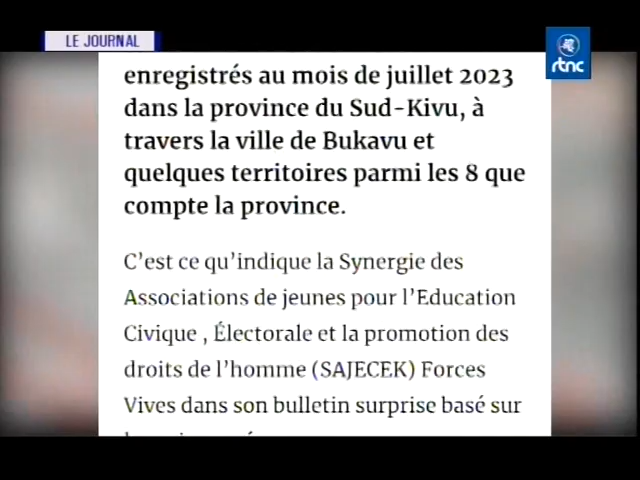 LE JOURNAL
rtnc
enregistrés au mois de juillet 2023
dans la province du Sud-Kivu, à
travers la ville de Bukavu et
quelques territoires parmi les 8 que
compte la province.
C’est ce qu’indique la Synergie des
Associations de jeunes pour l’Education
Civique , Électorale et la promotion des
droits de l’homme (SAJECEK) Forces
Vives dans son bulletin surprise basé sur